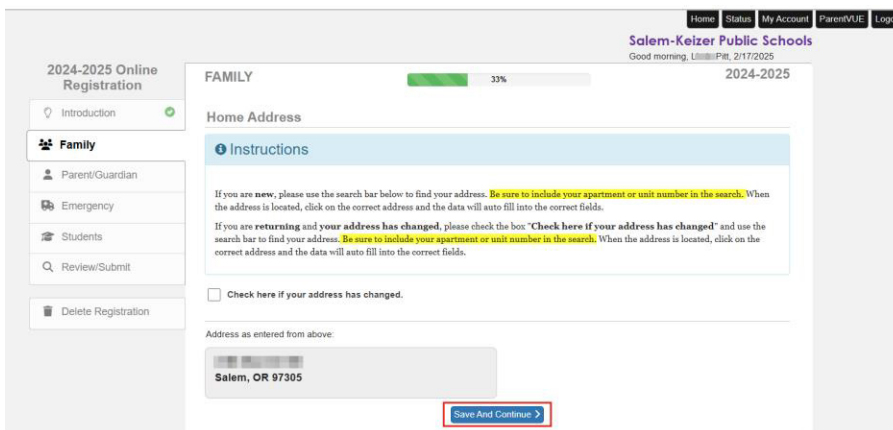 Home Status My Account ParentVUE
Salem-Keizer Public Schools
Good morning, Pitt, 2/17/2025
2024-2025 Online
Registration
Introduction
Family
Parent/Guardian
Emergency
Students
Review/Submit
Delete Registration
FAMILY 33% 2024-2025
Home Address
Instructions
If you are new, please use the search bar below to find your address. Be sure to include your apartment or unit number in the search. When
the address is located, click on the correct address and the data will auto fill into the correct fields.
If you are returning and your address has changed, please check the box "Check here if your address has changed" and use the
search bar to find your address. Be sure to include your apartment or unit number in the search. When the address is located, click on the
correct address and the data will auto fill into the correct fields.
Check here if your address has changed.
Address as entered from above:
Salem, OR 97305
Save And Continue